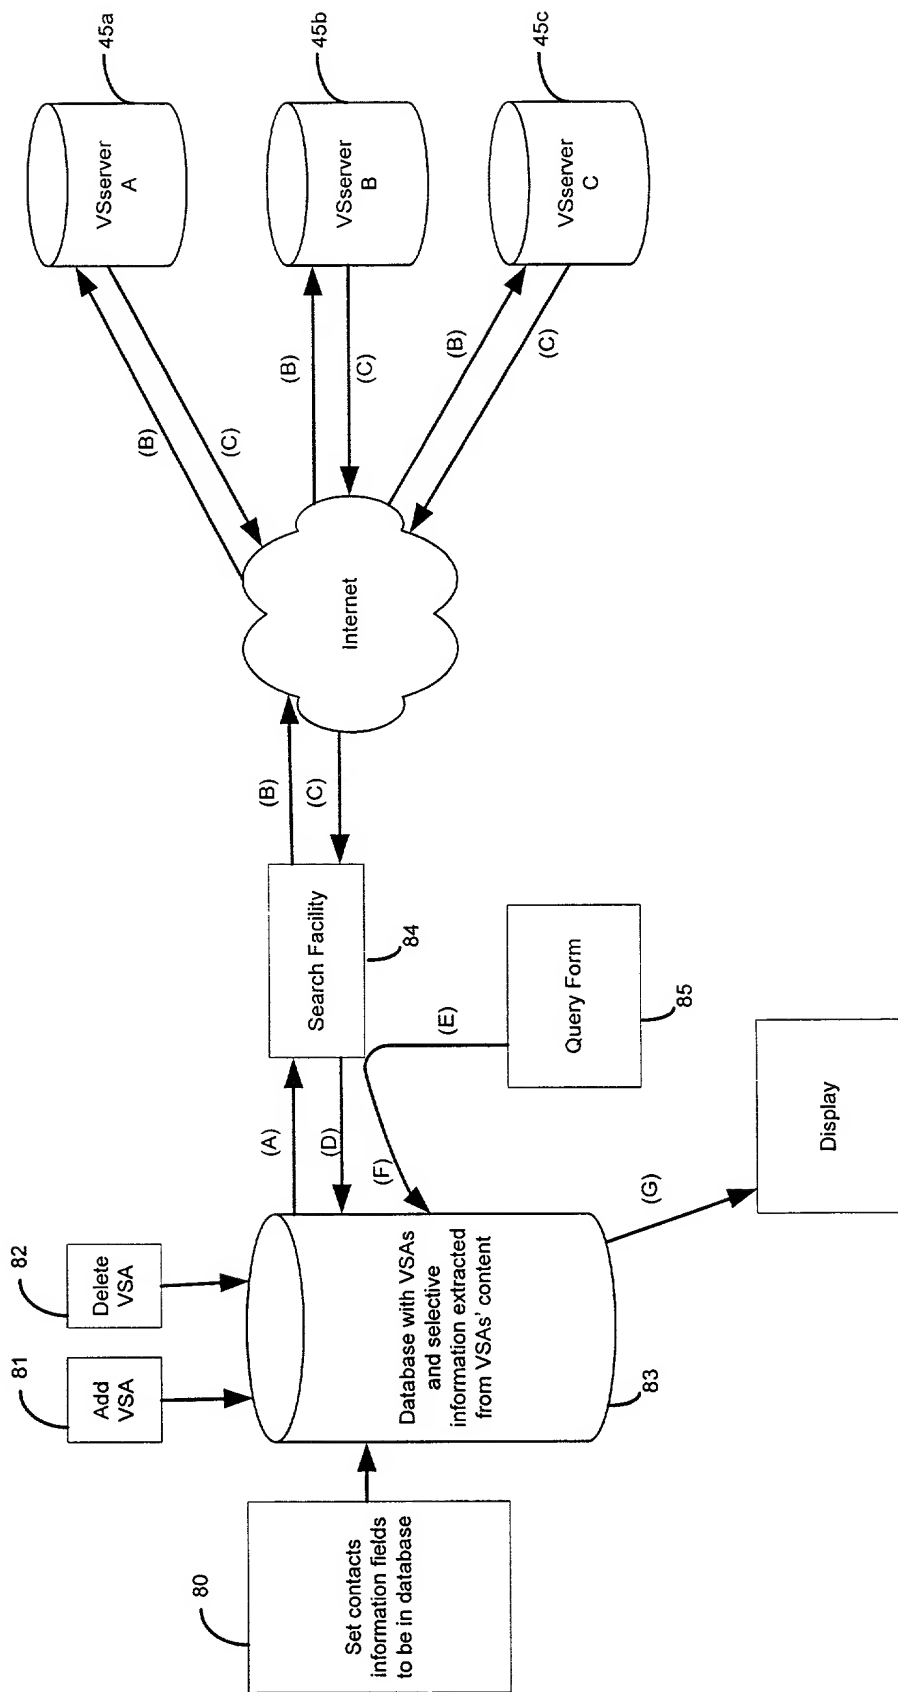 80
Set contacts
information fields
to be in database
81
Add
VSA
82
Delete
VSA
Database with VSAs
and selective
information extracted
from VSAs' content
83
(A)
(D)
(F)
(E)
(G)
Search Facility
84
Query Form
85
Display
(B)
(C)
Internet
(B)
(C)
(B)
(C)
(B)
(C)
VSserver
A
45a
VSserver
B
45b
VSserver
C
45c